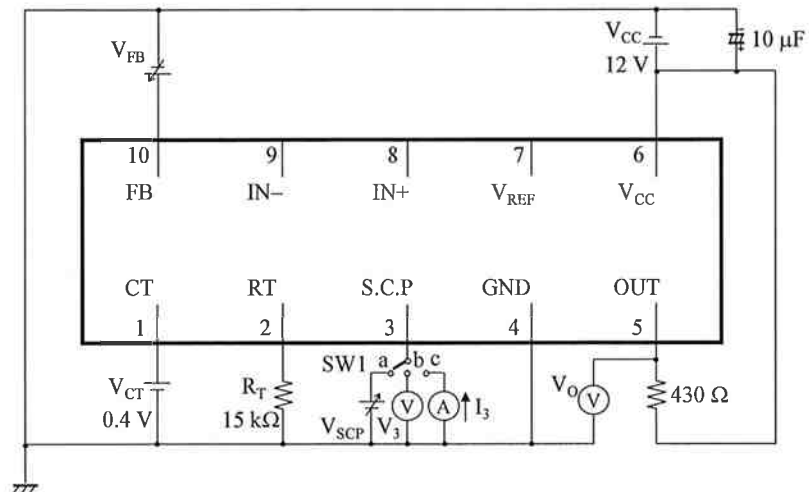 V_CC
10 μF
V_FB
12 V
10 9 8 7 6
FB IN– IN+ V_REF V_CC
CT RT S.C.P GND OUT
1 2 3 4 5
SW1 a b c
V_CT R_T V A I_3 V_O V 430 Ω
0.4 V 15 kΩ V_SCP V_3